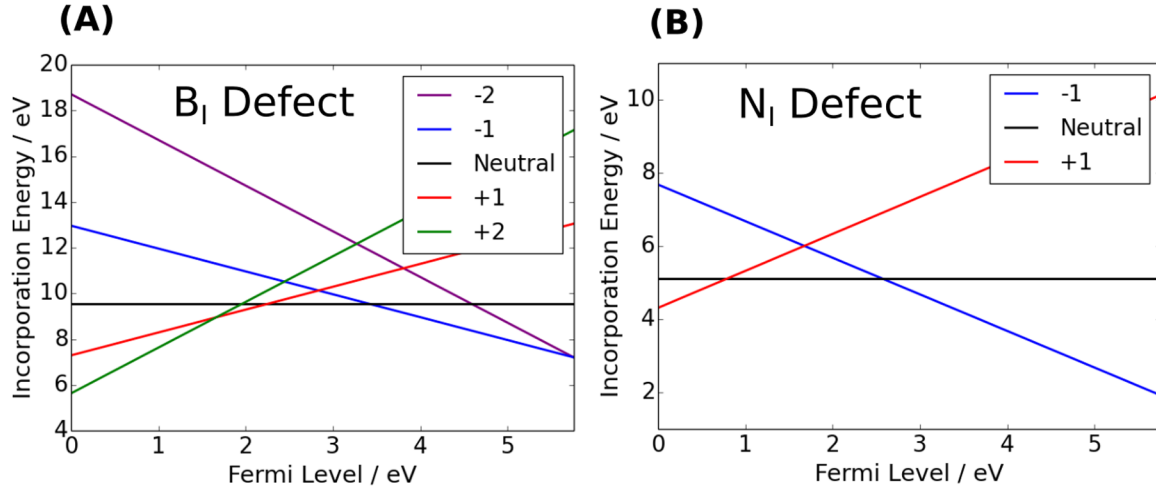 (A)
B_I Defect
-2
-1
Neutral
+1
+2
20
18
16
14
12
10
8
6
4
Incorporation Energy / eV
0 1 2 3 4 5
Fermi Level / eV
(B)
N_I Defect
-1
Neutral
+1
10
8
6
4
2
Incorporation Energy / eV
0 1 2 3 4 5
Fermi Level / eV